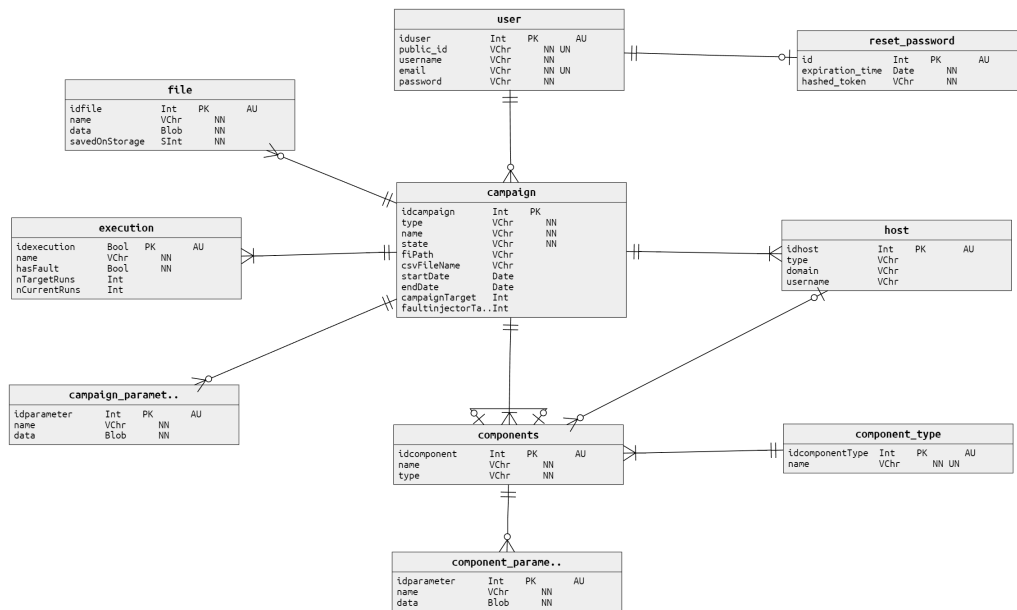 user
iduser Int PK AU
public_id VChr NN UN
username VChr NN
email VChr NN UN
password VChr NN
reset_password
id Int PK AU
expiration_time Date NN
hashed_token VChr NN
file
idfile Int PK AU
name VChr NN
data Blob NN
savedOnStorage SInt NN
campaign
idcampaign Int PK
type VChr NN
name VChr NN
state VChr NN
fiPath VChr
csvFileName VChr
startDate Date
endDate Date
campaignTarget Int
faultinjectorTa..Int
execution
idexecution Bool PK AU
name VChr NN
hasFault Bool NN
nTargetRuns Int
nCurrentRuns Int
host
idhost Int PK AU
type VChr
domain VChr
username VChr
campaign_paramet..
idparameter Int PK AU
name VChr NN
data Blob NN
components
idcomponent Int PK AU
name VChr NN
type VChr NN
component_type
idcomponentType Int PK AU
name VChr NN UN
component_parame..
idparameter Int PK AU
name VChr NN
data Blob NN